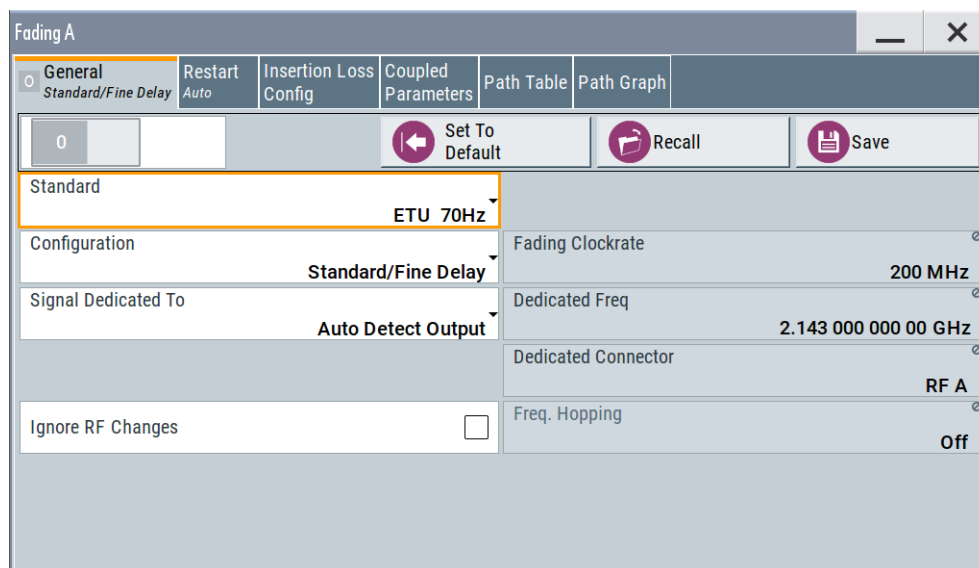 Fading A
0 General Standard/Fine Delay
Restart Auto
Insertion Loss Config
Coupled Parameters
Path Table
Path Graph
0
Set To Default
Recall
Save
Standard
ETU 70Hz
Configuration
Standard/Fine Delay
Fading Clockrate
200 MHz
Signal Dedicated To
Auto Detect Output
Dedicated Freq
2.143 000 000 00 GHz
Dedicated Connector
RF A
Ignore RF Changes
Freq. Hopping
Off